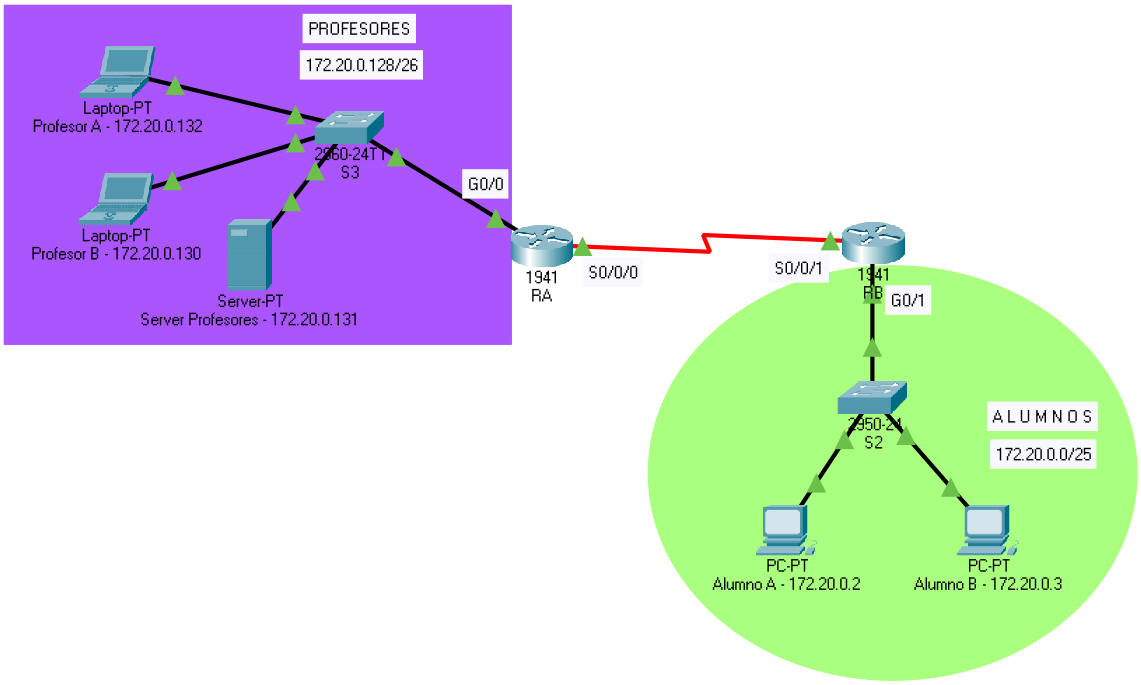 PROFESORES
172.20.0.128/26
Laptop-PT
Profesor A - 172.20.0.132
2960-24TT
S3
Laptop-PT
Profesor B - 172.20.0.130
G0/0
Server-PT
Server Profesores - 172.20.0.131
1941
RA
S0/0/0
S0/0/1
1941
RB
G0/1
2950-24
S2
A L U M N O S
172.20.0.0/25
PC-PT
Alumno A - 172.20.0.2
PC-PT
Alumno B - 172.20.0.3